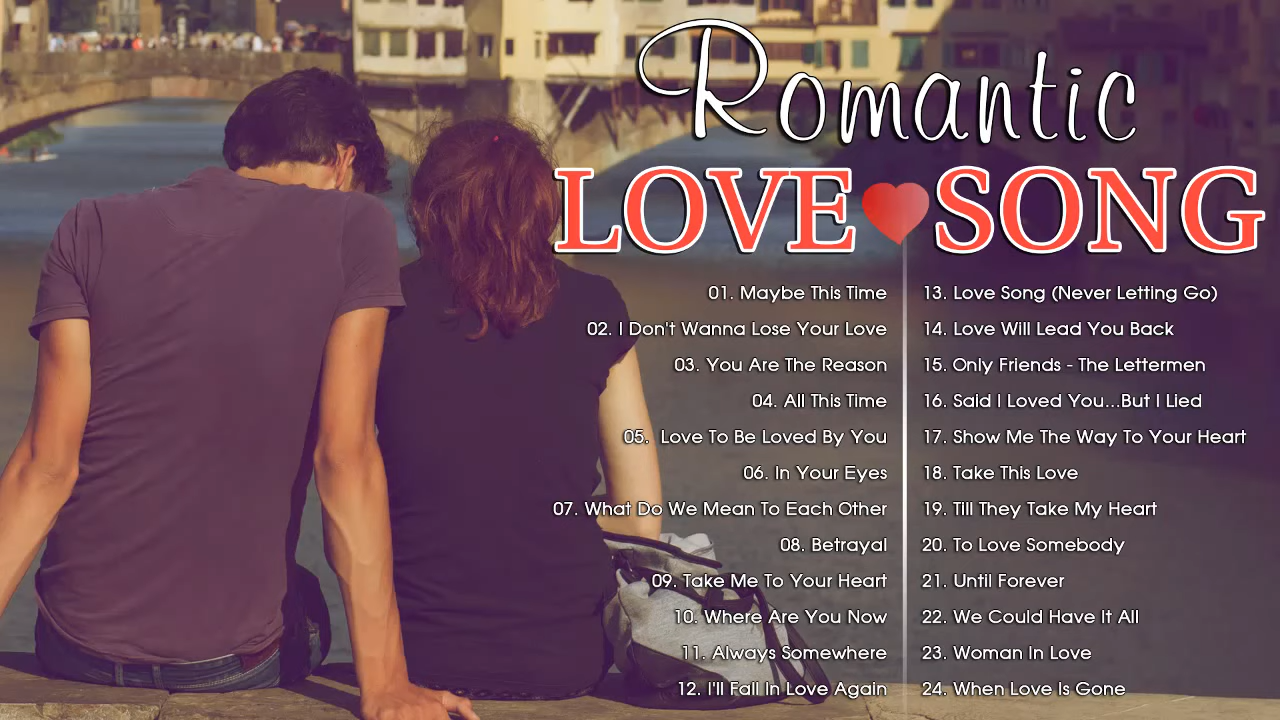 Romantic
LOVE SONG
01. Maybe This Time
02. I Don't Wanna Lose Your Love
03. You Are The Reason
04. All This Time
05. Love To Be Loved By You
06. In Your Eyes
07. What Do We Mean To Each Other
08. Betrayal
09. Take Me To Your Heart
10. Where Are You Now
11. Always Somewhere
12. I'll Fall In Love Again
13. Love Song (Never Letting Go)
14. Love Will Lead You Back
15. Only Friends - The Lettermen
16. Said I Loved You...But I Lied
17. Show Me The Way To Your Heart
18. Take This Love
19. Till They Take My Heart
20. To Love Somebody
21. Until Forever
22. We Could Have It All
23. Woman In Love
24. When Love Is Gone